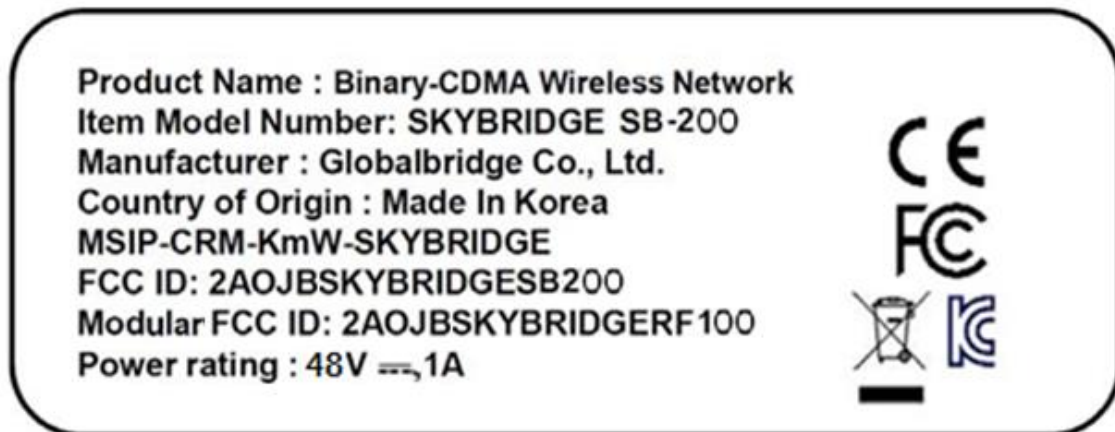 Product Name : Binary-CDMA Wireless Network
Item Model Number: SKYBRIDGE SB-200
Manufacturer : Globalbridge Co., Ltd.
Country of Origin : Made In Korea
MSIP-CRM-KmW-SKYBRIDGE
FCC ID: 2AOJBSKYBRIDGESB200
Modular FCC ID: 2AOJBSKYBRIDGERF100
Power rating : 48V ⎓, 1A
CE
FC
KC